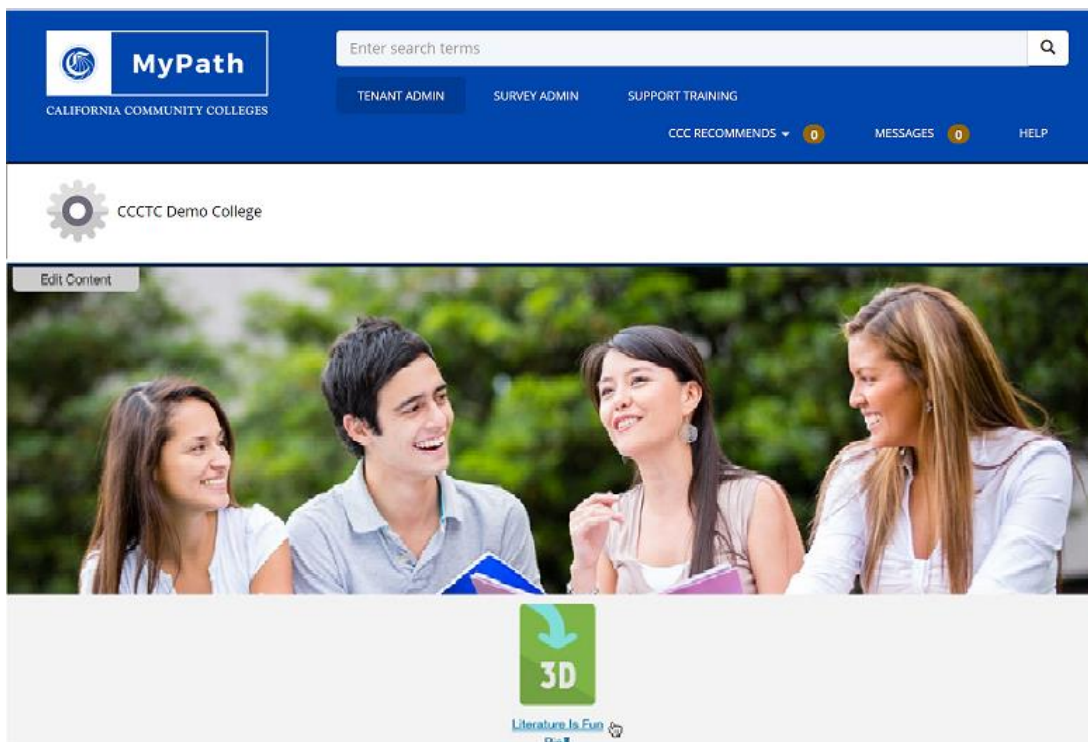 MyPath
CALIFORNIA COMMUNITY COLLEGES
Enter search terms
TENANT ADMIN SURVEY ADMIN SUPPORT TRAINING
CCC RECOMMENDS 0 MESSAGES 0 HELP
CCCTC Demo College
Edit Content
3D
Literature Is Fun